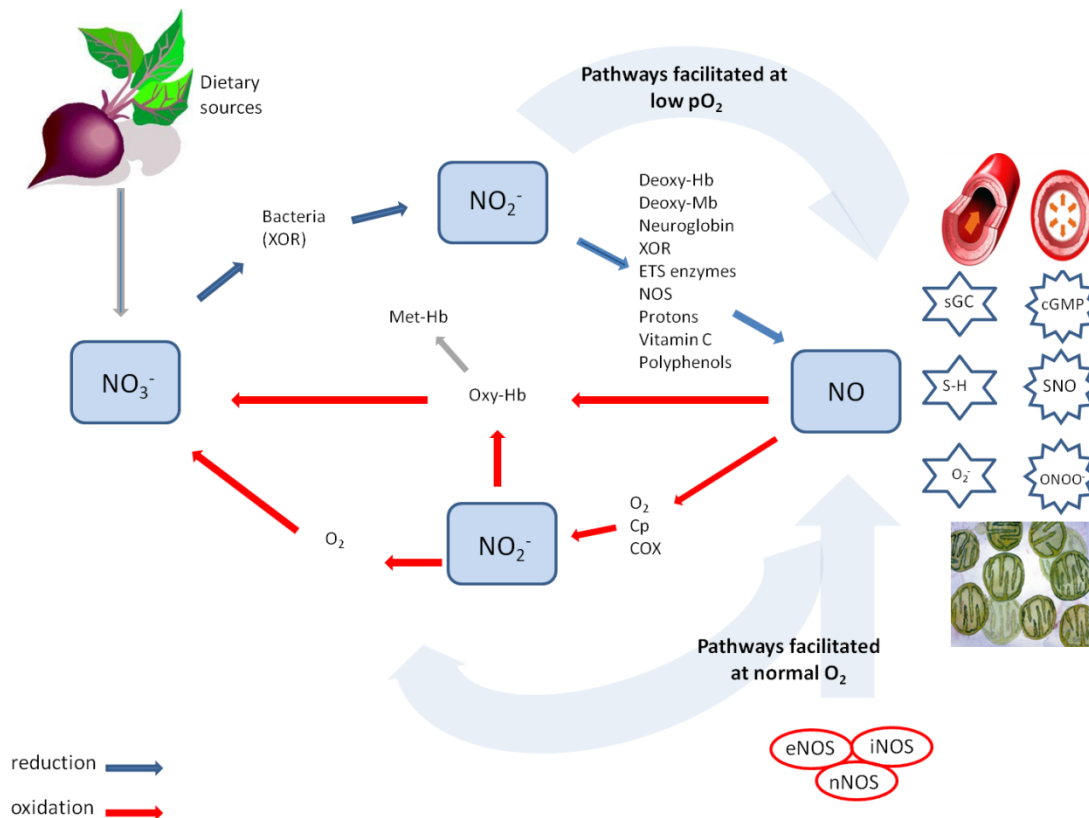 Dietary
sources
Pathways facilitated at
low pO₂
NO₂⁻
Bacteria
(XOR)
Deoxy-Hb
Deoxy-Mb
Neuroglobin
XOR
ETS enzymes
NOS
Protons
Vitamin C
Polyphenols
sGC
cGMP
Met-Hb
NO₃⁻
Oxy-Hb
NO
S-H
SNO
O₂⁻
ONOO⁻
O₂
Cp
COX
NO₂⁻
O₂
Pathways facilitated
at normal O₂
eNOS
iNOS
nNOS
reduction
oxidation